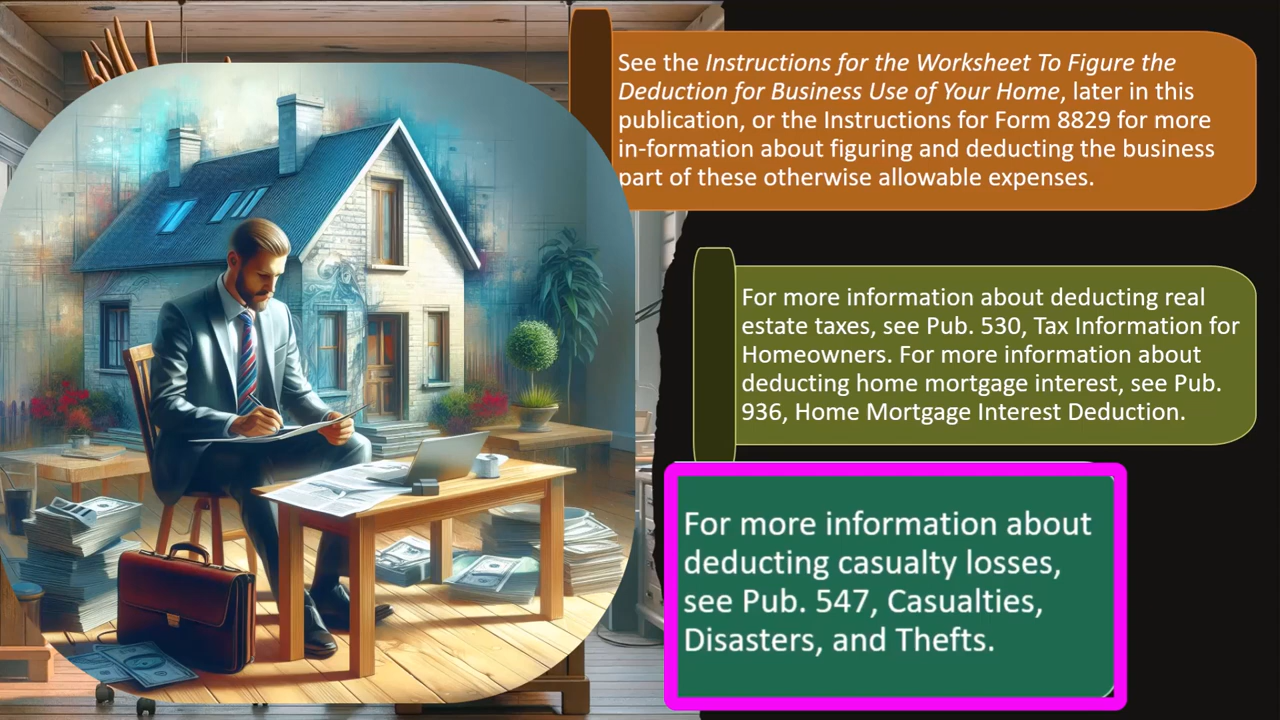 See the Instructions for the Worksheet To Figure the
Deduction for Business Use of Your Home, later in this
publication, or the Instructions for Form 8829 for more
in-formation about figuring and deducting the business
part of these otherwise allowable expenses.
For more information about deducting real
estate taxes, see Pub. 530, Tax Information for
Homeowners. For more information about
deducting home mortgage interest, see Pub.
936, Home Mortgage Interest Deduction.
For more information about
deducting casualty losses,
see Pub. 547, Casualties,
Disasters, and Thefts.